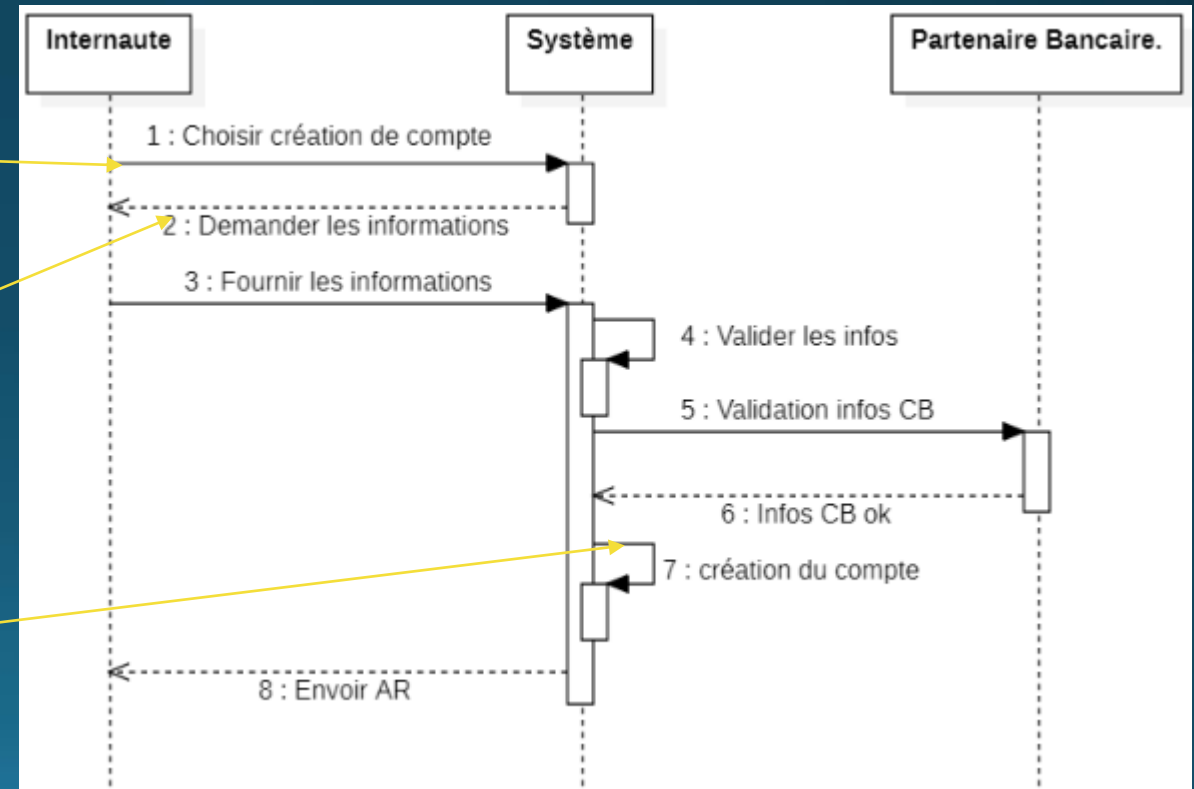 Internaute
Système
Partenaire Bancaire.
1 : Choisir création de compte
2 : Demander les informations
3 : Fournir les informations
4 : Valider les infos
5 : Validation infos CB
6 : Infos CB ok
7 : création du compte
8 : Envoir AR